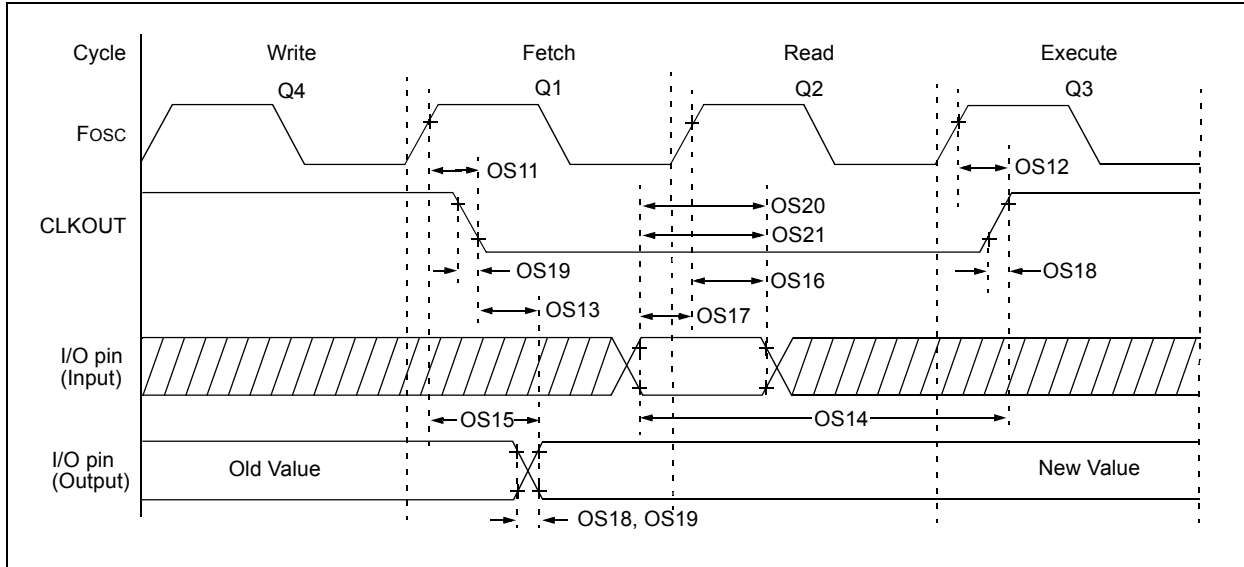 Cycle Write Fetch Read Execute
Q4 Q1 Q2 Q3
Fosc
OS11 OS12
OS20
CLKOUT OS21
OS19 OS16 OS18
OS13 OS17
I/O pin
(Input)
OS15 OS14
I/O pin
(Output)
Old Value New Value
OS18, OS19